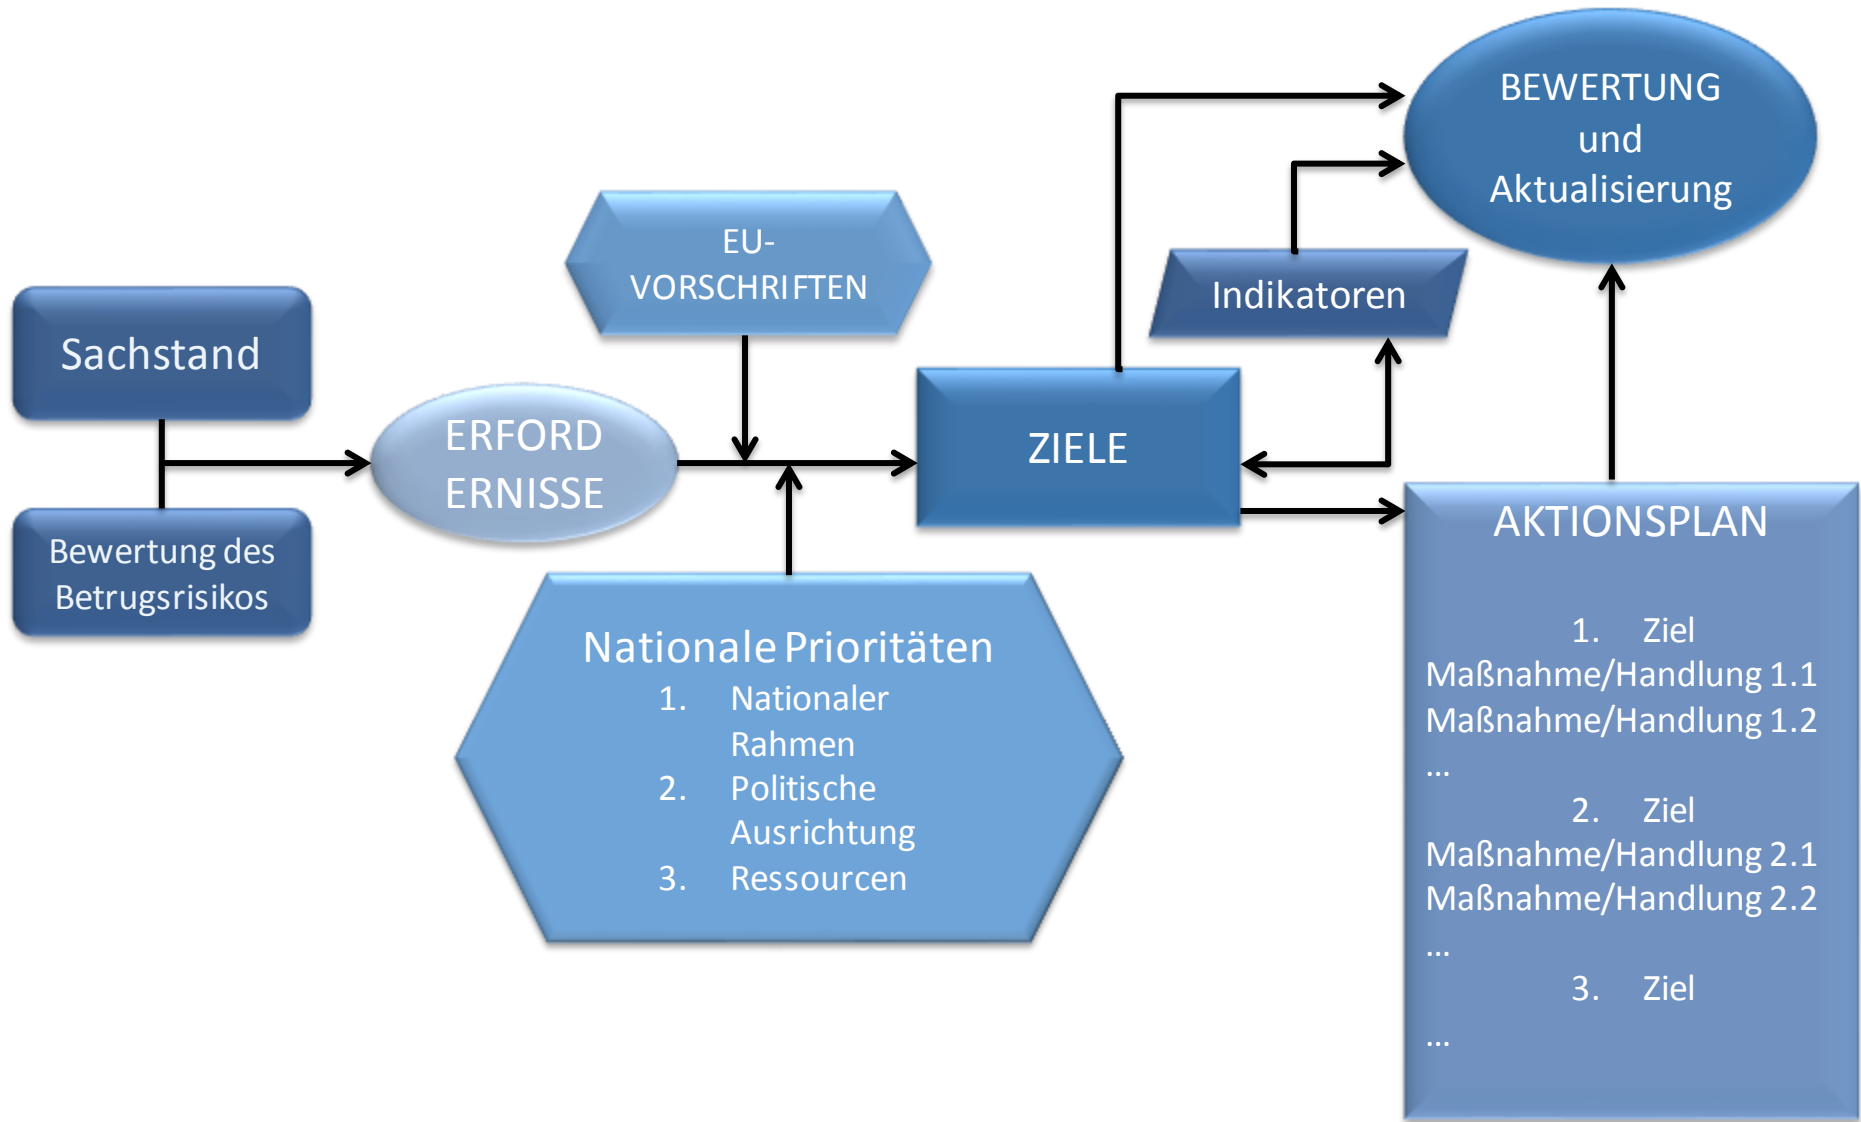 Sachstand
Bewertung des
Betrugsrisikos
ERFORD
ERNISSE
EU-
VORSCHRIFTEN
Nationale Prioritäten
1. Nationaler
Rahmen
2. Politische
Ausrichtung
3. Ressourcen
ZIELE
Indikatoren
BEWERTUNG
und
Aktualisierung
AKTIONSPLAN
1. Ziel
Maßnahme/Handlung 1.1
Maßnahme/Handlung 1.2
...
2. Ziel
Maßnahme/Handlung 2.1
Maßnahme/Handlung 2.2
...
3. Ziel
...